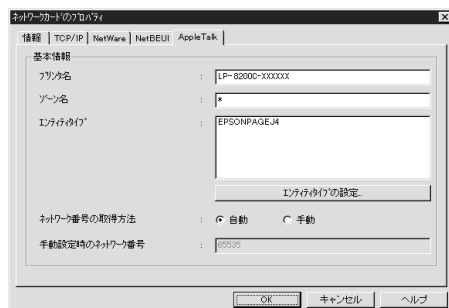 ネットワークカードのプロパティ
情報 TCP/IP NetWare NetBEUI AppleTalk
基本情報
プリンタ名 : LP-8200C-XXXXXX
ゾーン名 : *
エンティティタイプ : EPSONPAGEJ4
エンティティタイプの設定...
ネットワーク番号の取得方法 : 自動 手動
手動設定時のネットワーク番号 : 65535
OK キャンセル ヘルプ